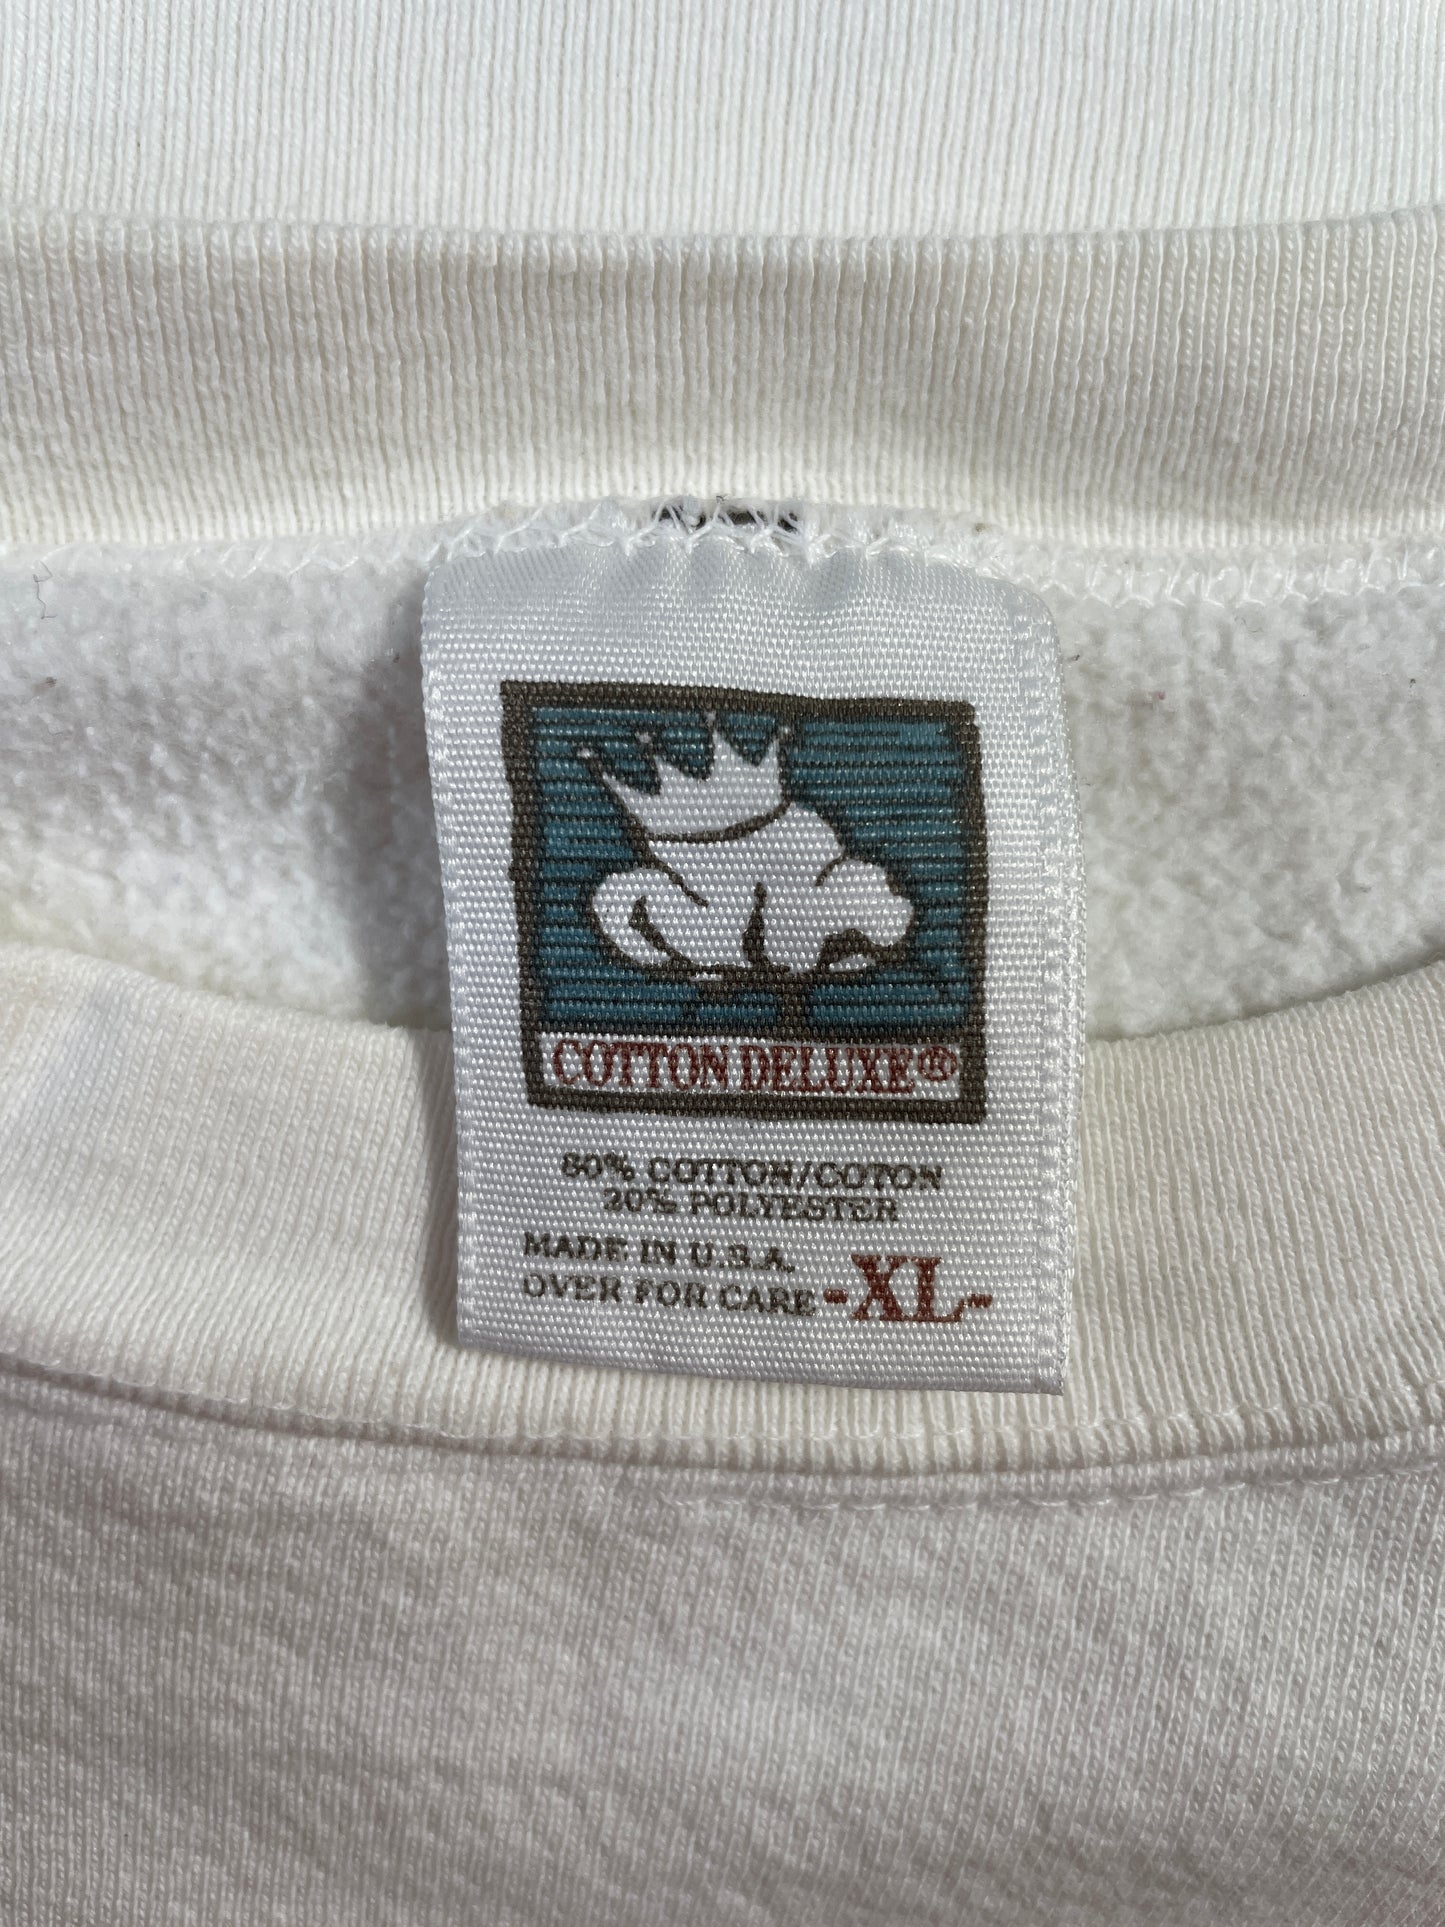 COTTON DELUXE®
80% COTTON/COTON
20% POLYESTER
MADE IN U.S.A.
OVER FOR CARE -XL-